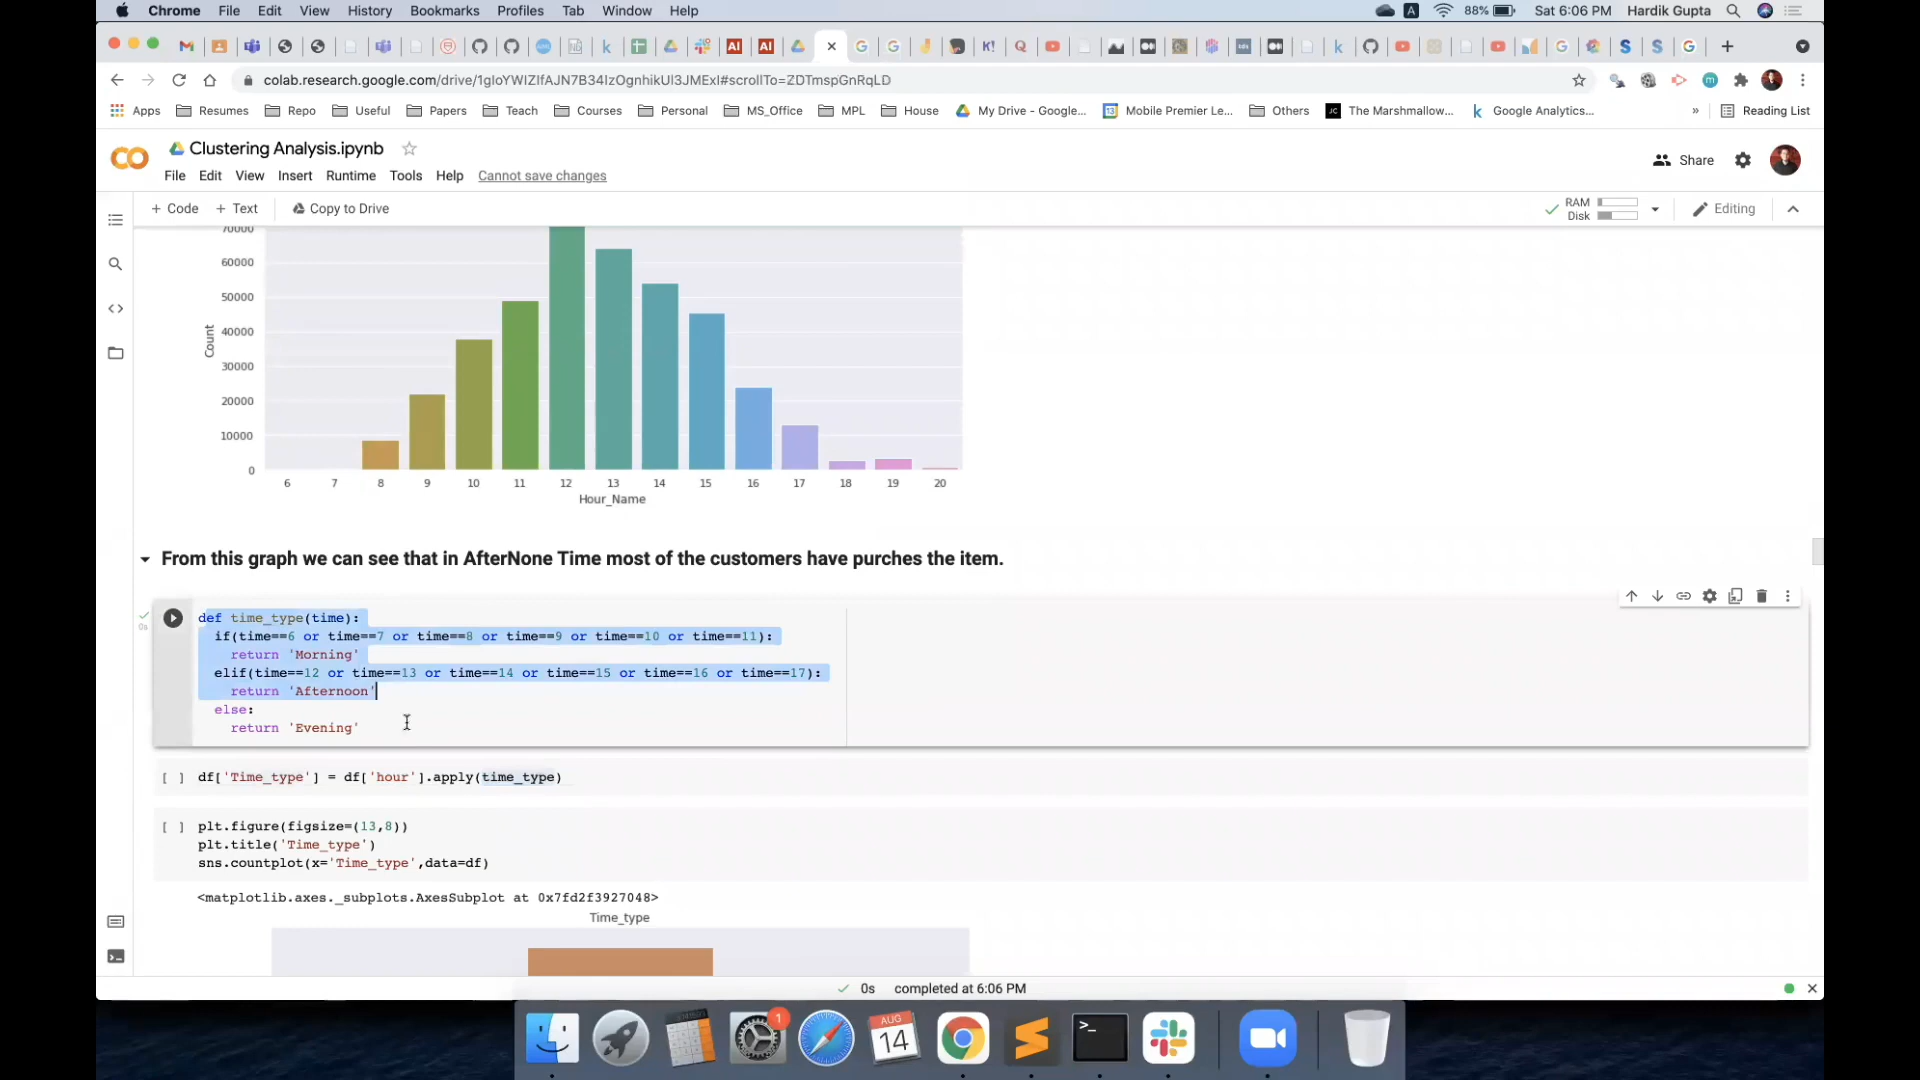 Chrome File Edit View History Bookmarks Profiles Tab Window Help
A 88% Sat 6:06 PM Hardik Gupta
colab.research.google.com/drive/1gIoYWIZIfAJN7B34IzOgnhikUI3JMExI#scrollTo=ZDTmspGnRqLD
Apps Resumes Repo Useful Papers Teach Courses Personal MS_Office MPL House My Drive - Google... Mobile Premier Le... Others The Marshmallow... Google Analytics... » Reading List
Clustering Analysis.ipynb
File Edit View Insert Runtime Tools Help Cannot save changes
Share
+ Code + Text Copy to Drive
RAM
Disk
Editing
70000
60000
50000
40000
30000
20000
10000
0
Count
6 7 8 9 10 11 12 13 14 15 16 17 18 19 20
Hour_Name
From this graph we can see that in AfterNone Time most of the customers have purches the item.
0s
def time_type(time):
if(time==6 or time==7 or time==8 or time==9 or time==10 or time==11):
return 'Morning'
elif(time==12 or time==13 or time==14 or time==15 or time==16 or time==17):
return 'Afternoon'
else:
return 'Evening'
[ ] df['Time_type'] = df['hour'].apply(time_type)
[ ] plt.figure(figsize=(13,8))
plt.title('Time_type')
sns.countplot(x='Time_type',data=df)
<matplotlib.axes._subplots.AxesSubplot at 0x7fd2f3927048>
Time_type
0s completed at 6:06 PM
1
AUG
14